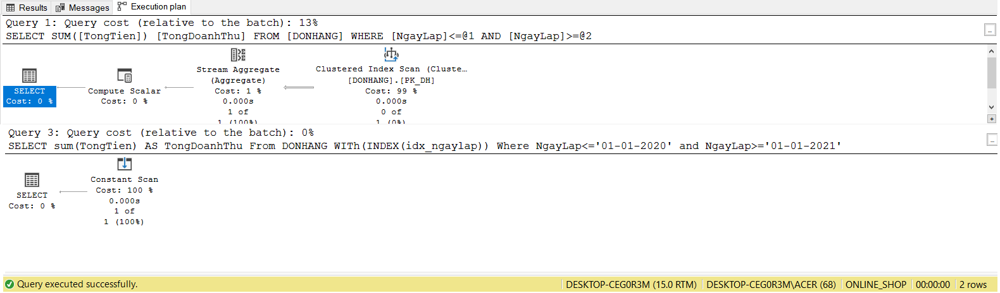 Results Messages Execution plan
Query 1: Query cost (relative to the batch): 13%
SELECT SUM([TongTien]) [TongDoanhThu] FROM [DONHANG] WHERE [NgayLap]<=@1 AND [NgayLap]>=@2
SELECT
Cost: 0 %
Compute Scalar
Cost: 0 %
Stream Aggregate
(Aggregate)
Cost: 1 %
0.000s
1 of
1 (100%)
Clustered Index Scan (Cluste…
[DONHANG].[PK_DH]
Cost: 99 %
0.000s
0 of
1 (0%)
Query 3: Query cost (relative to the batch): 0%
SELECT sum(TongTien) AS TongDoanhThu From DONHANG WITh(INDEX(idx_ngaylap)) Where NgayLap<='01-01-2020' and NgayLap>='01-01-2021'
SELECT
Cost: 0 %
Constant Scan
Cost: 100 %
0.000s
1 of
1 (100%)
Query executed successfully. DESKTOP-CEG0R3M (15.0 RTM) DESKTOP-CEG0R3M\ACER (68) ONLINE_SHOP 00:00:00 2 rows